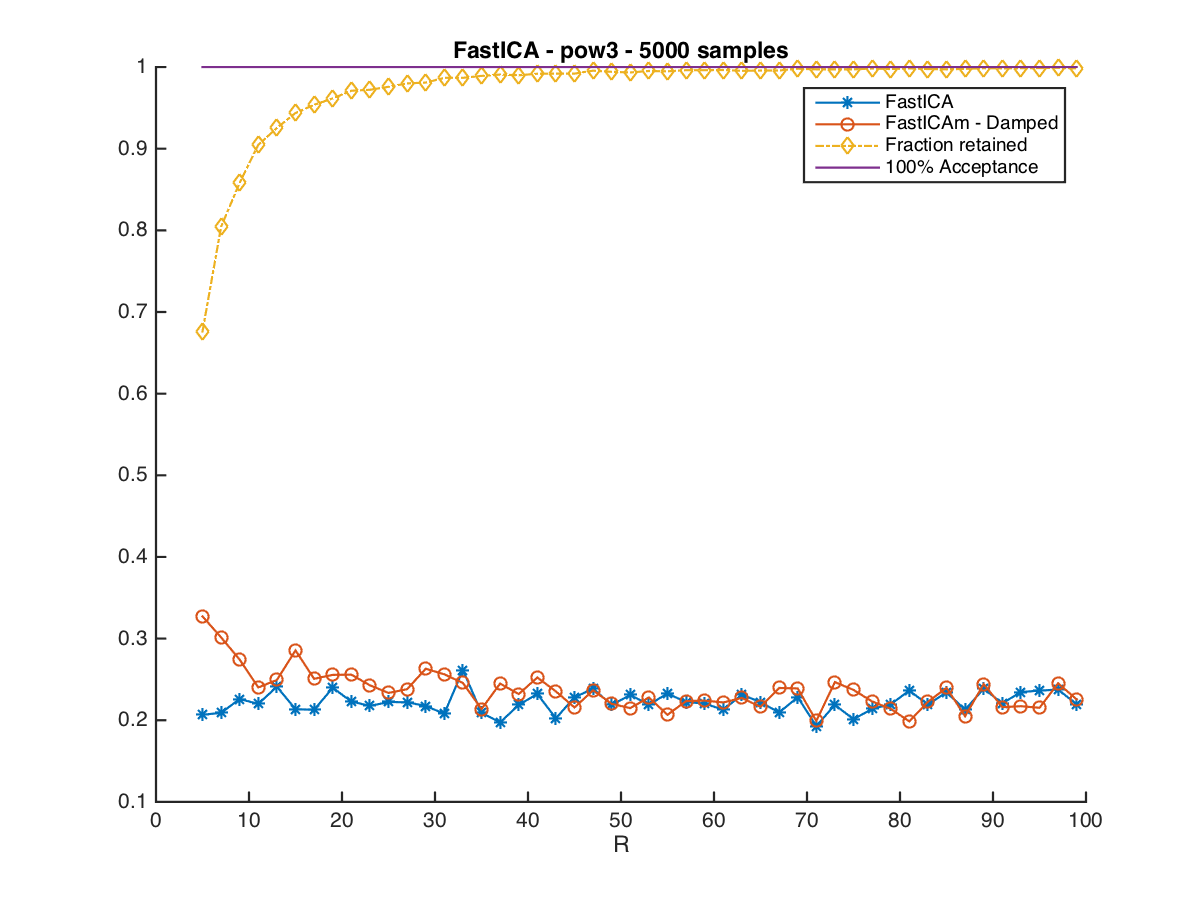 FastICA - pow3 - 5000 samples
1
0.9
0.8
0.7
0.6
0.5
0.4
0.3
0.2
0.1
FastICA
FastICAm - Damped
Fraction retained
100% Acceptance
0 10 20 30 40 50 60 70 80 90 100
R